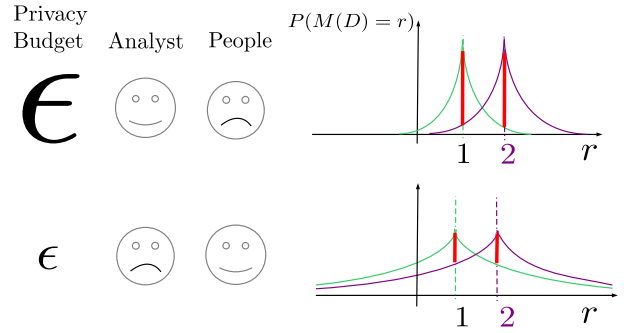 Privacy
Budget
Analyst
People
P(M(D) = r)
ϵ
1
2
r
ϵ
1
2
r